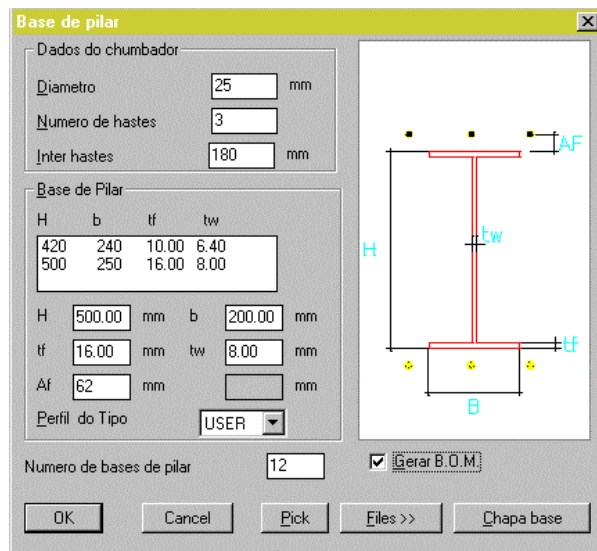 Base de pilar
Dados do chumbador
Diametro 25 mm
Numero de hastes 3
Inter hastes 180 mm
Base de Pilar
H b tf tw
420 240 10.00 6.40
500 250 16.00 8.00
H 500.00 mm b 200.00 mm
tf 16.00 mm tw 8.00 mm
Af 62 mm mm
Perfil do Tipo USER
Numero de bases de pilar 12
AF
H
tw
tf
B
Gerar B.O.M.
OK Cancel Pick Files >> Chapa base